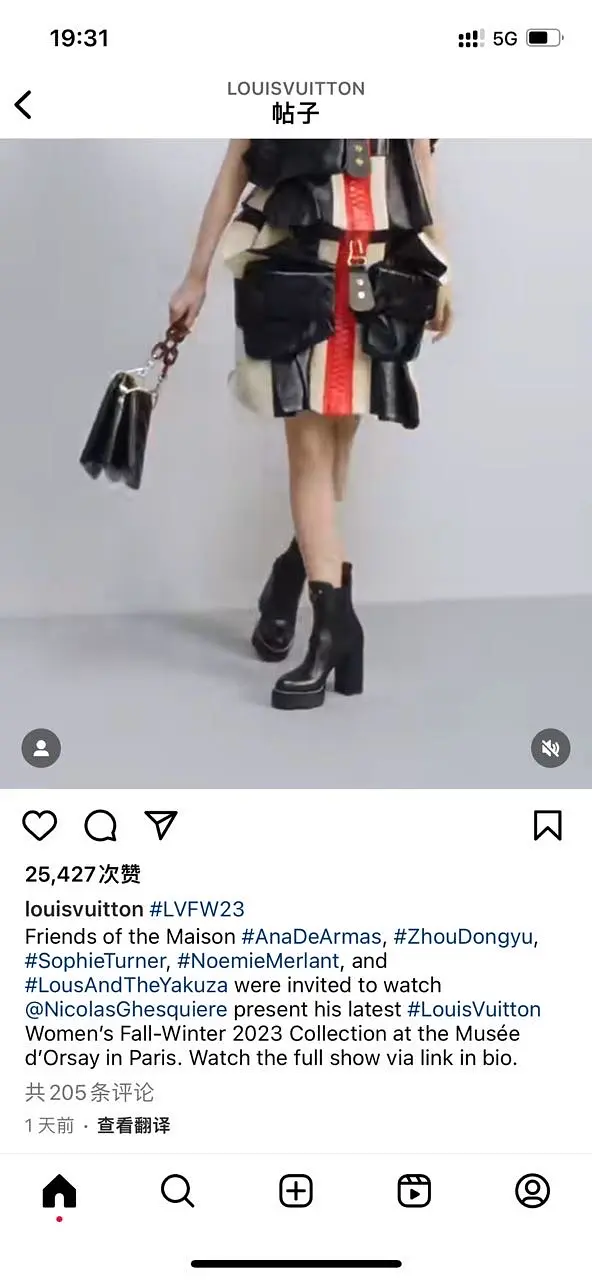 19:31
5G
LOUISVUITTON
帖子
25,427次赞
louisvuitton #LVFW23
Friends of the Maison #AnaDeArmas, #ZhouDongyu,
#SophieTurner, #NoemieMerlant, and
#LousAndTheYakuza were invited to watch
@NicolasGhesquiere present his latest #LouisVuitton
Women’s Fall-Winter 2023 Collection at the Musée
d’Orsay in Paris. Watch the full show via link in bio.
共205条评论
1天前 · 查看翻译